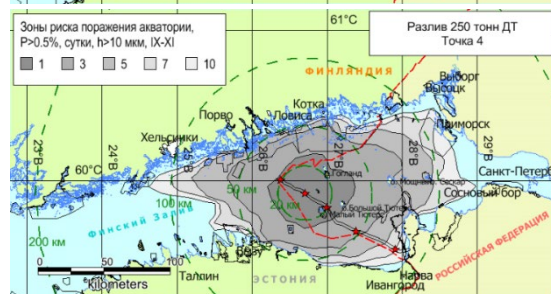 Зоны риска поражения акватории,
P>0.5%, сутки, h>10 мкм, IX-XI
1 3 5 7 10
61°С
Разлив 250 тонн ДТ
Точка 4
ФИНЛЯНДИЯ
Выборг
Высоцк
Котка
Ловиса
Порво
Приморск
Хельсинки
23°В
24°В
25°В
26°В
27°В
28°В
29°В
60°С
о.Гогланд
Санкт-Петерб
Сосновый бор
о.Большой Тютерс
о.Малый Тютерс
20 км
50 км
100 км
200 км
Финский Залив
Нарва
Ивангород
РОССИЙСКАЯ ФЕДЕРАЦИЯ
Таллин
ЭСТОНИЯ
0 50 100
kilometers